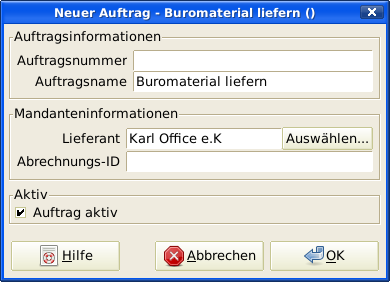 Neuer Auftrag - Buromaterial liefern ()
Auftragsinformationen
Auftragsnummer
Auftragsname Buromaterial liefern
Mandanteninformationen
Lieferant Karl Office e.K Auswählen...
Abrechnungs-ID
Aktiv
Auftrag aktiv
Hilfe Abbrechen OK